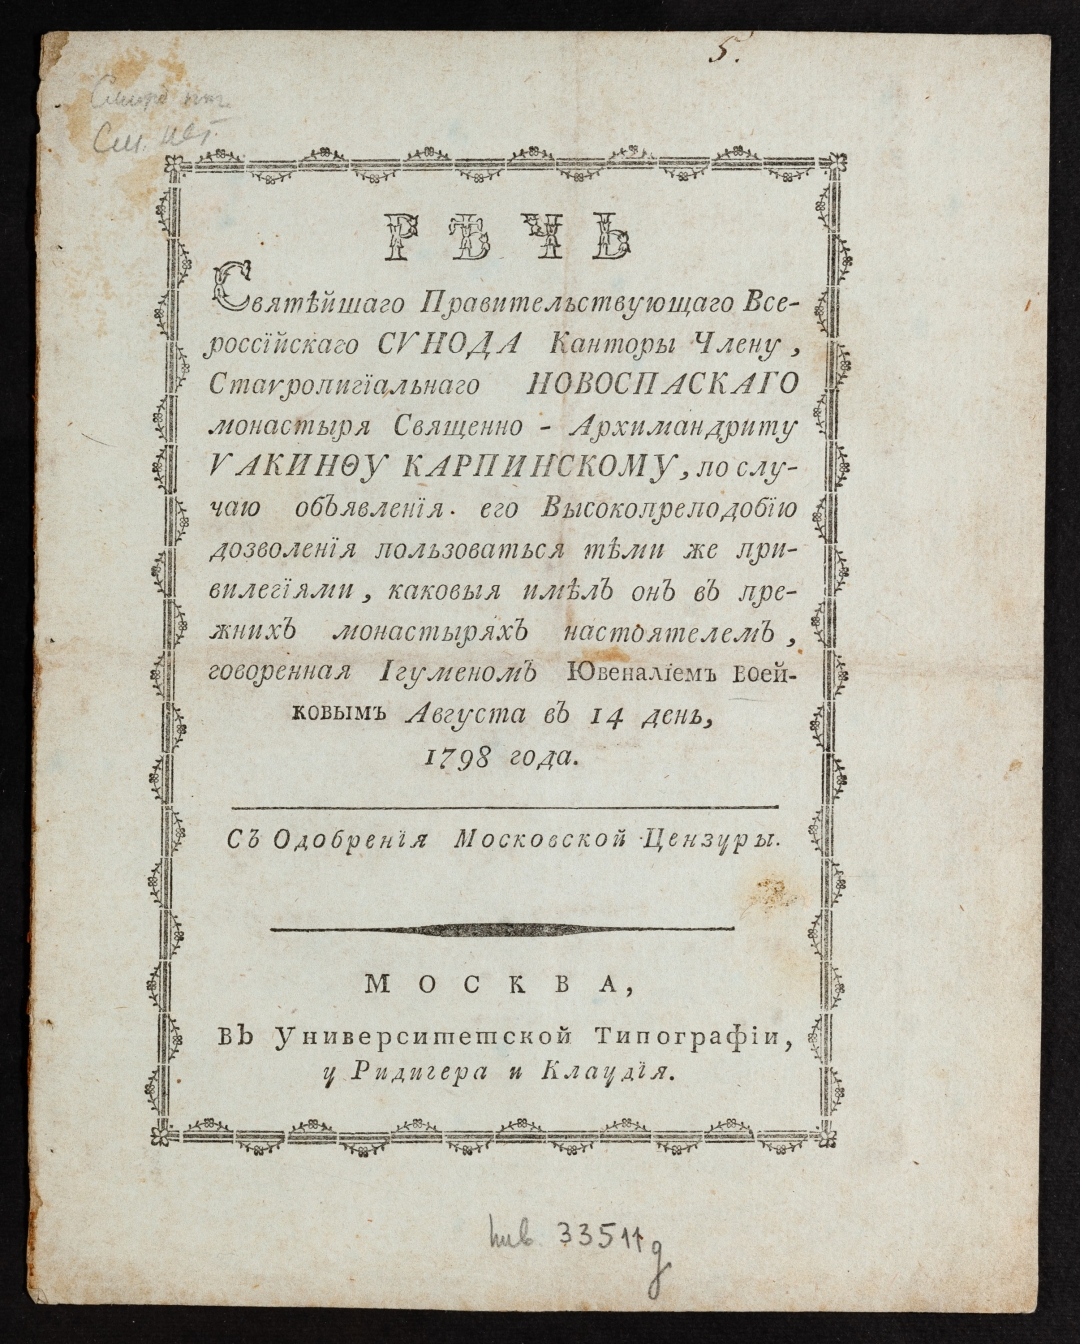 5.
РѢЧЬ
Святѣйшаго Правительствующаго Все-
россїйскаго СѴНОДА Канторы Члену,
Ставролигїальнаго НОВОСПАСКАГО
монастыря Священно - Архимандриту
ѴАКИНѲУ КАРПИНСКОМУ, по слу-
чаю объявленїя. его Высокопреподобїю
дозволенїя пользоваться тѣми же при-
вилегїями, каковыя имѣлъ онъ въ пре-
жнихъ монастыряхъ настоятелемъ,
говоренная Ігуменомъ Ювеналїемъ воей-
ковымъ Августа въ 14 день,
1798 года.
Съ Одобренїя Московской Цензуры.
МОСКВА,
въ Университетской Типографїи,
у Ридигера и Клаудїя.
инв. 33511 д